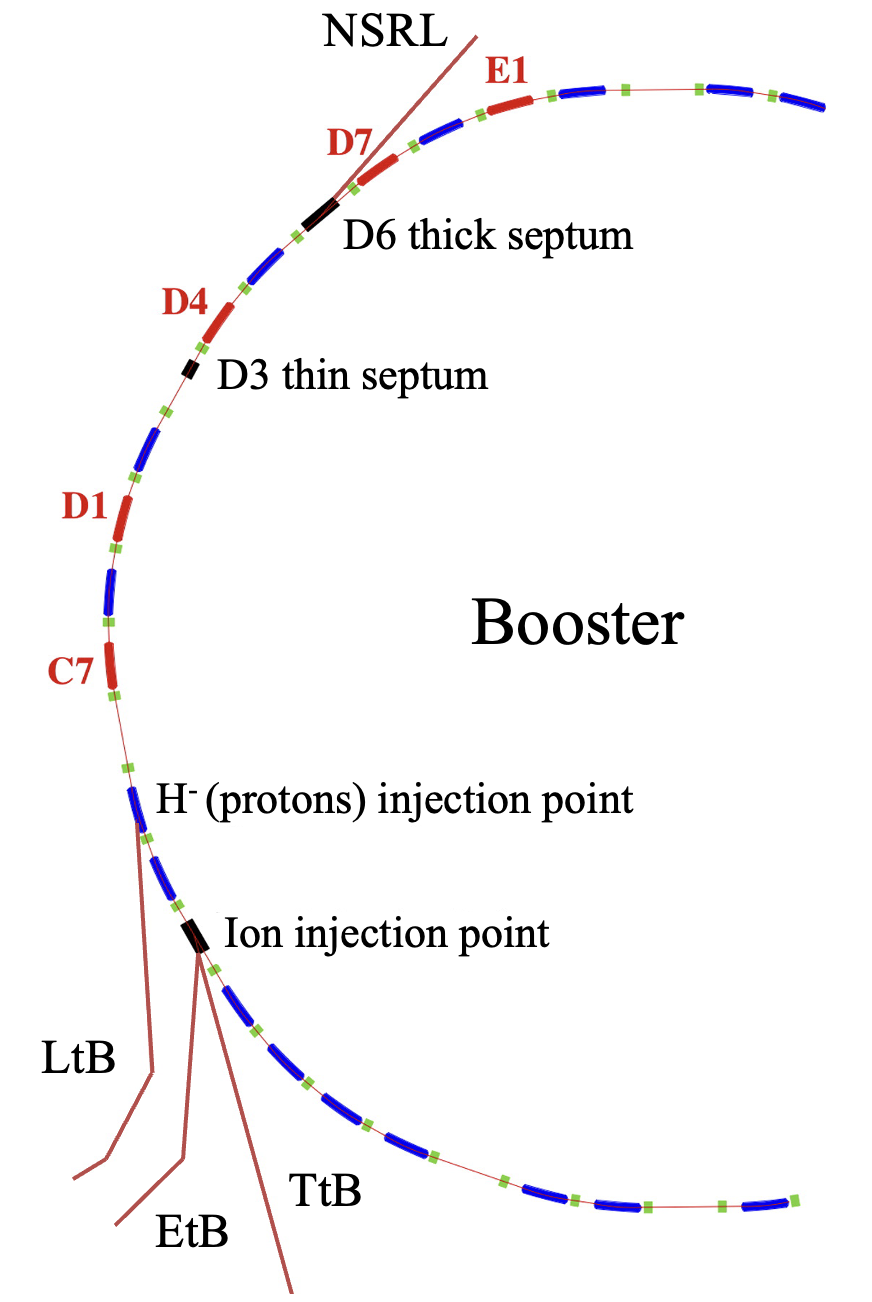 NSRL
E1
D7
D6 thick septum
D4
D3 thin septum
D1
Booster
C7
H- (protons) injection point
Ion injection point
LtB
TtB
EtB